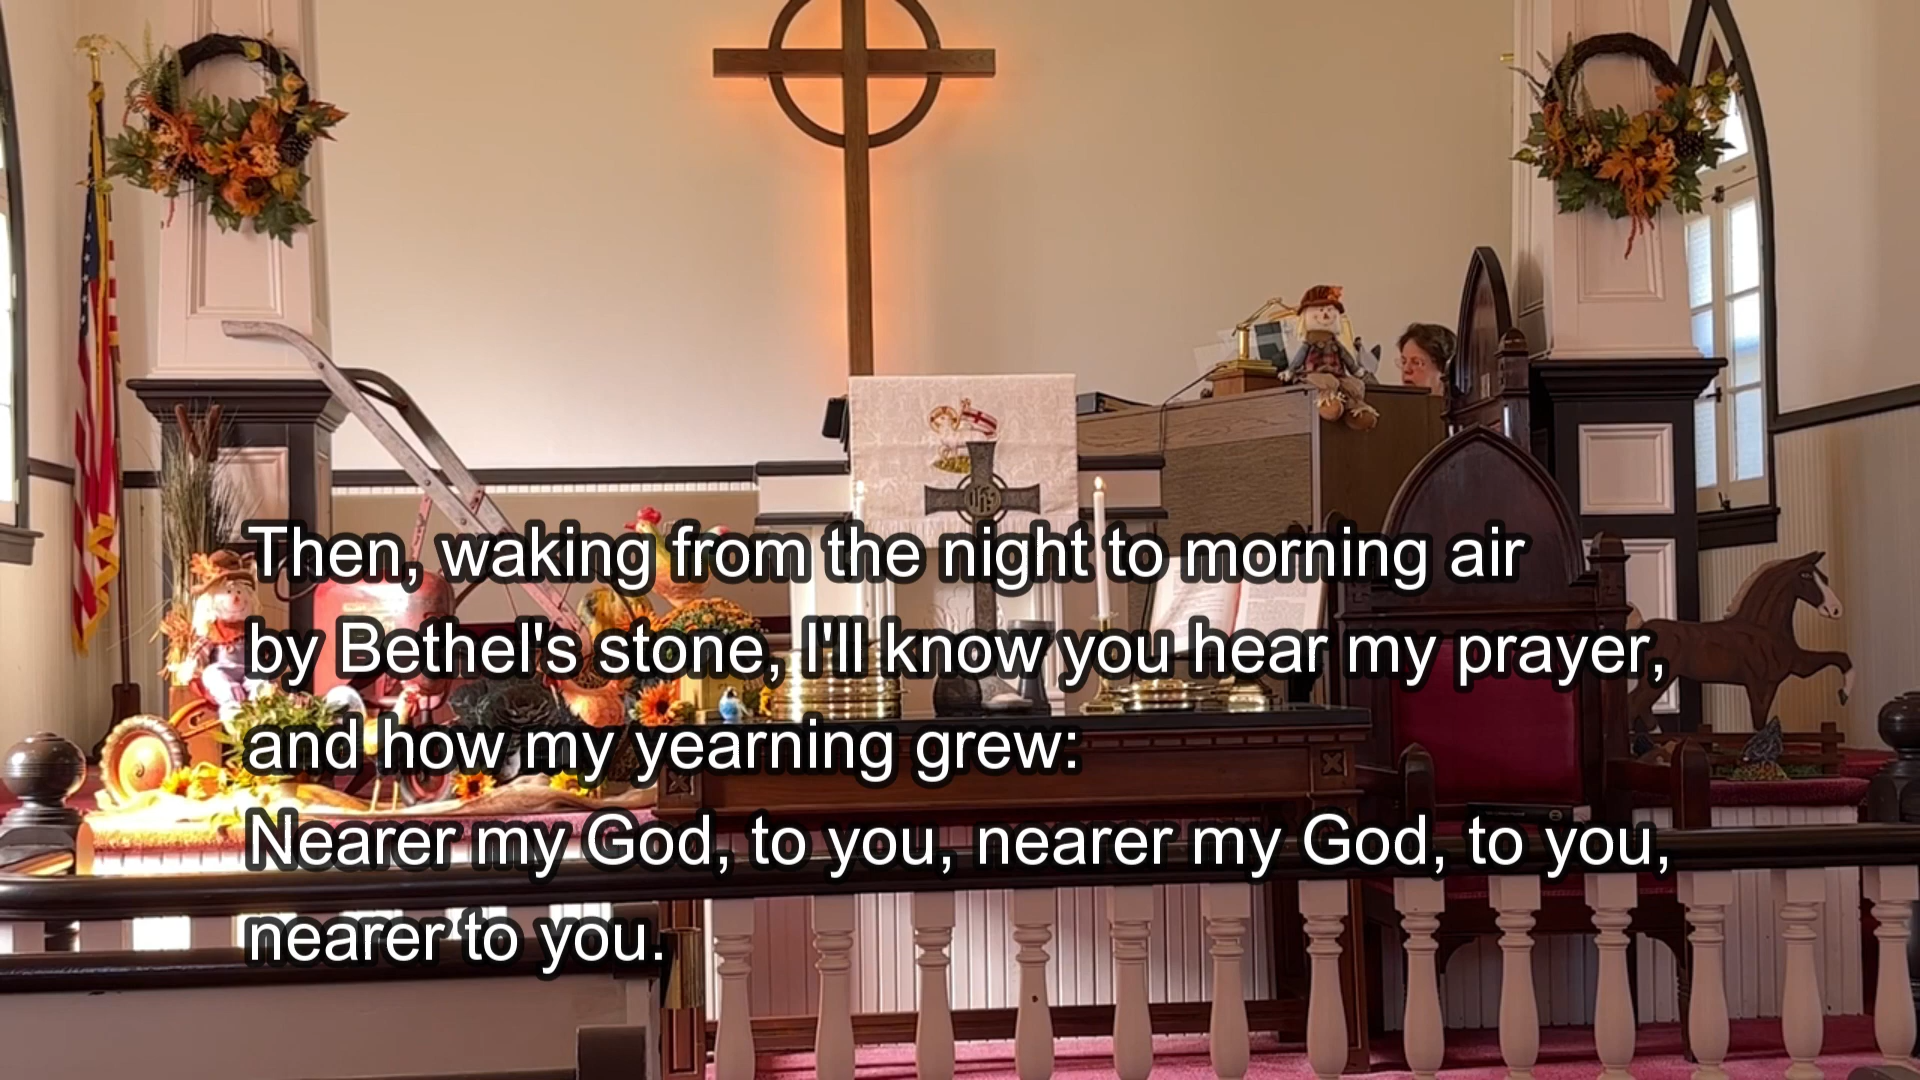 Then, waking from the night to morning air
by Bethel's stone, I'll know you hear my prayer,
and how my yearning grew:
Nearer my God, to you, nearer my God, to you,
nearer to you.